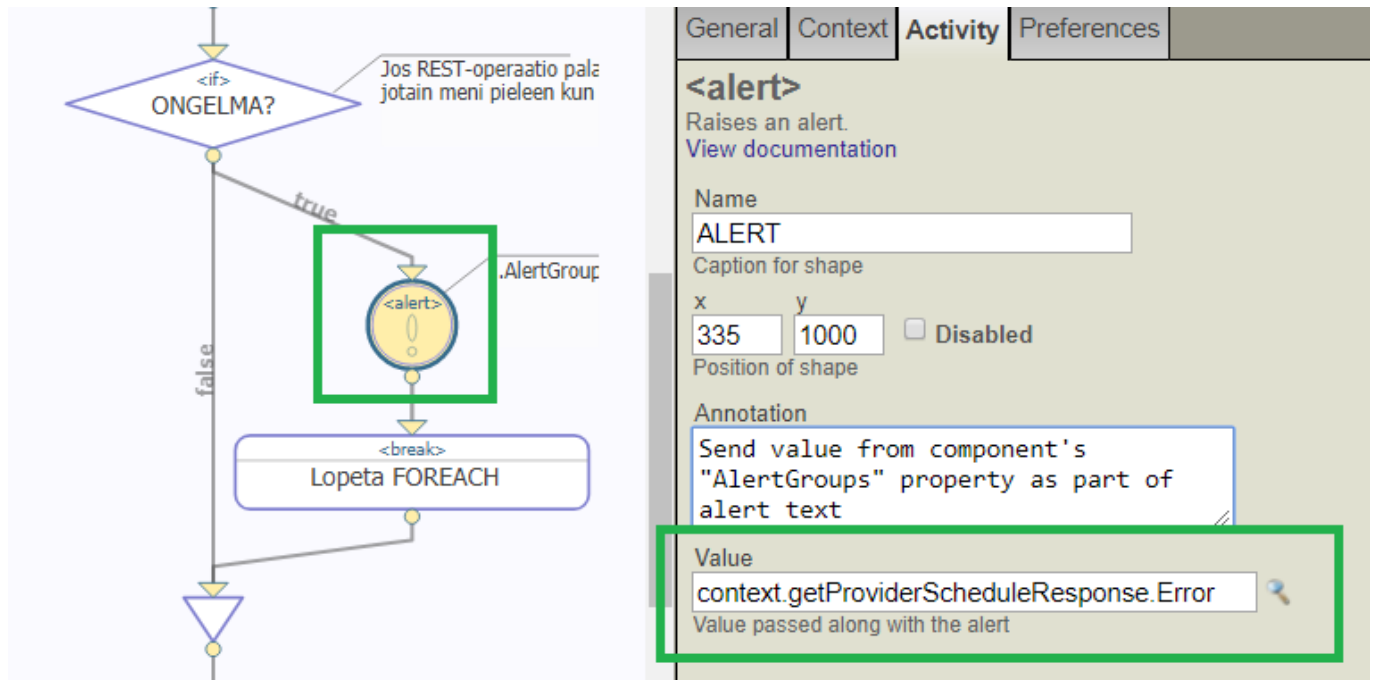 <if>
ONGELMA?
Jos REST-operaatio pala
jotain meni pieleen kun
true
false
<alert>
.AlertGroup
<break>
Lopeta FOREACH
General Context Activity Preferences
<alert>
Raises an alert.
View documentation
Name
ALERT
Caption for shape
x y
335 1000 Disabled
Position of shape
Annotation
Send value from component's
"AlertGroups" property as part of
alert text
Value
context.getProviderScheduleResponse.Error
Value passed along with the alert